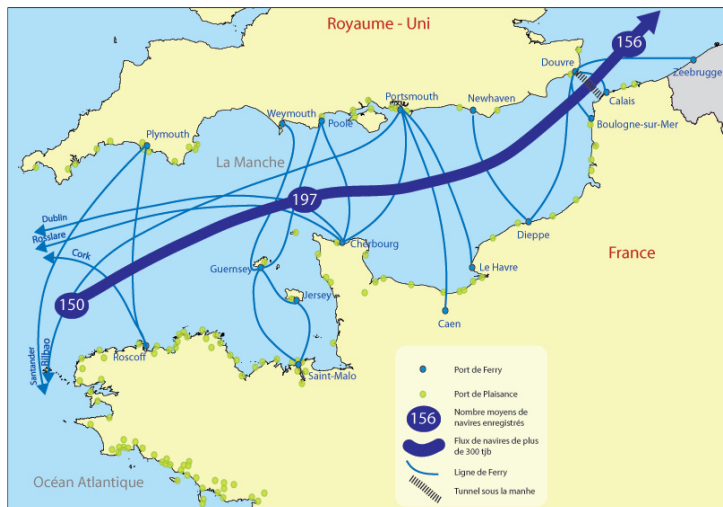 Royaume - Uni
156
Douvre
Zeebrugge
Calais
Portsmouth
Newhaven
Weymouth
Poole
Boulogne-sur-Mer
Plymouth
La Manche
197
Dublin
Rosslare
Cork
Cherbourg
Dieppe
France
Guernsey
Le Havre
Jersey
150
Caen
Santander
Bilbao
Roscoff
Saint-Malo
Port de Ferry
Port de Plaisance
156
Nombre moyens de
navires enregistrés
Flux de navires de plus
de 300 tjb
Ligne de Ferry
Tunnel sous la manhe
Océan Atlantique